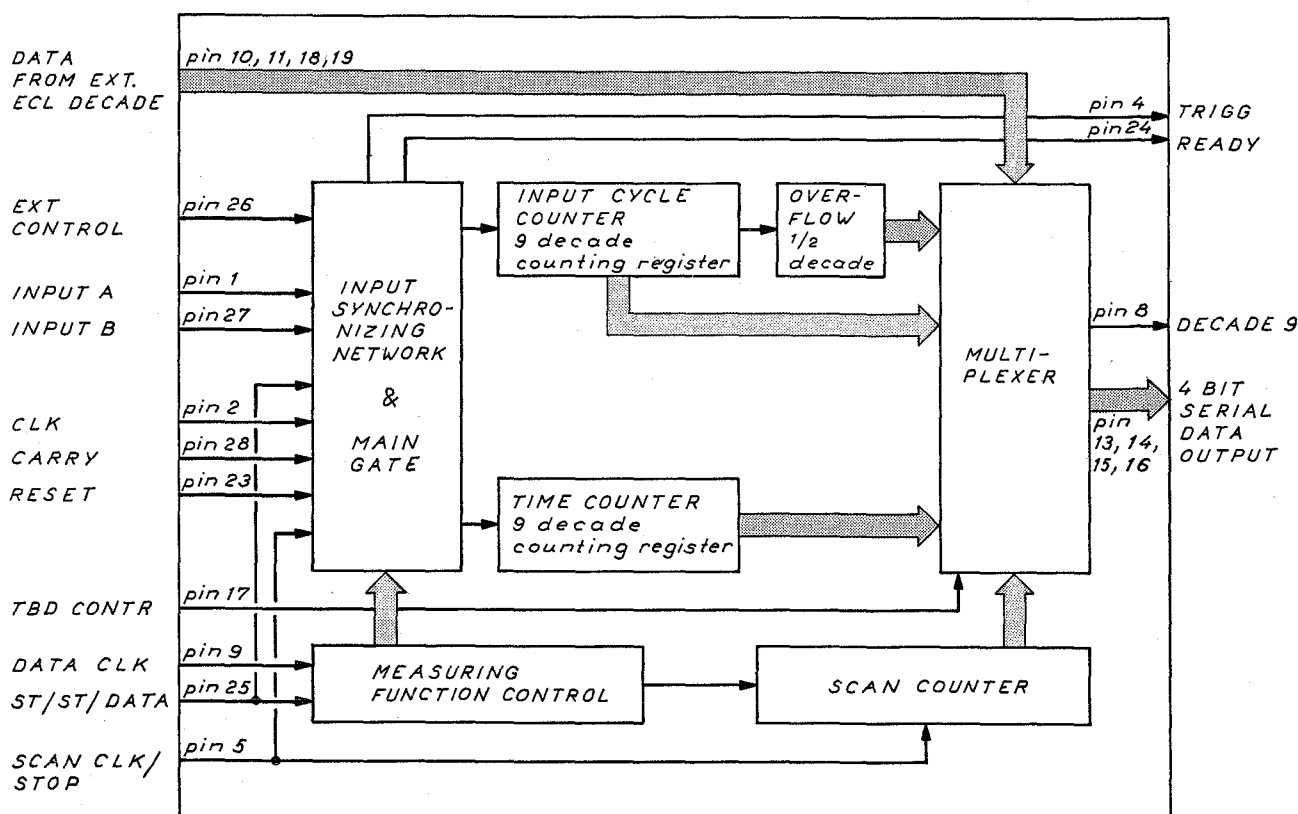 DATA
FROM EXT.
ECL DECADE
pin 10, 11, 18, 19
pin 4
TRIGG
pin 24
READY
EXT
CONTROL
pin 26
INPUT A
pin 1
INPUT B
pin 27
CLK
pin 2
CARRY
pin 28
RESET
pin 23
TBD CONTR
pin 17
DATA CLK
pin 9
ST/ST/DATA
pin 25
SCAN CLK/
STOP
pin 5
INPUT
SYNCHRO-
NIZING
NETWORK
&
MAIN
GATE
INPUT CYCLE
COUNTER
9 decade
counting register
OVER-
FLOW
1/2
decade
TIME COUNTER
9 decade
counting register
MEASURING
FUNCTION CONTROL
SCAN COUNTER
MULTI-
PLEXER
pin 8
DECADE 9
4 BIT
SERIAL
DATA
OUTPUT
pin
13, 14,
15, 16